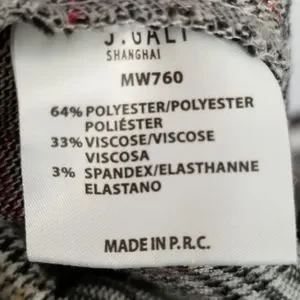 J. GALT
SHANGHAI
MW760
64% POLYESTER/POLYESTER
POLIÉSTER
33% VISCOSE/VISCOSE
VISCOSA
3% SPANDEX/ELASTHANNE
ELASTANO
MADE IN P.R.C.